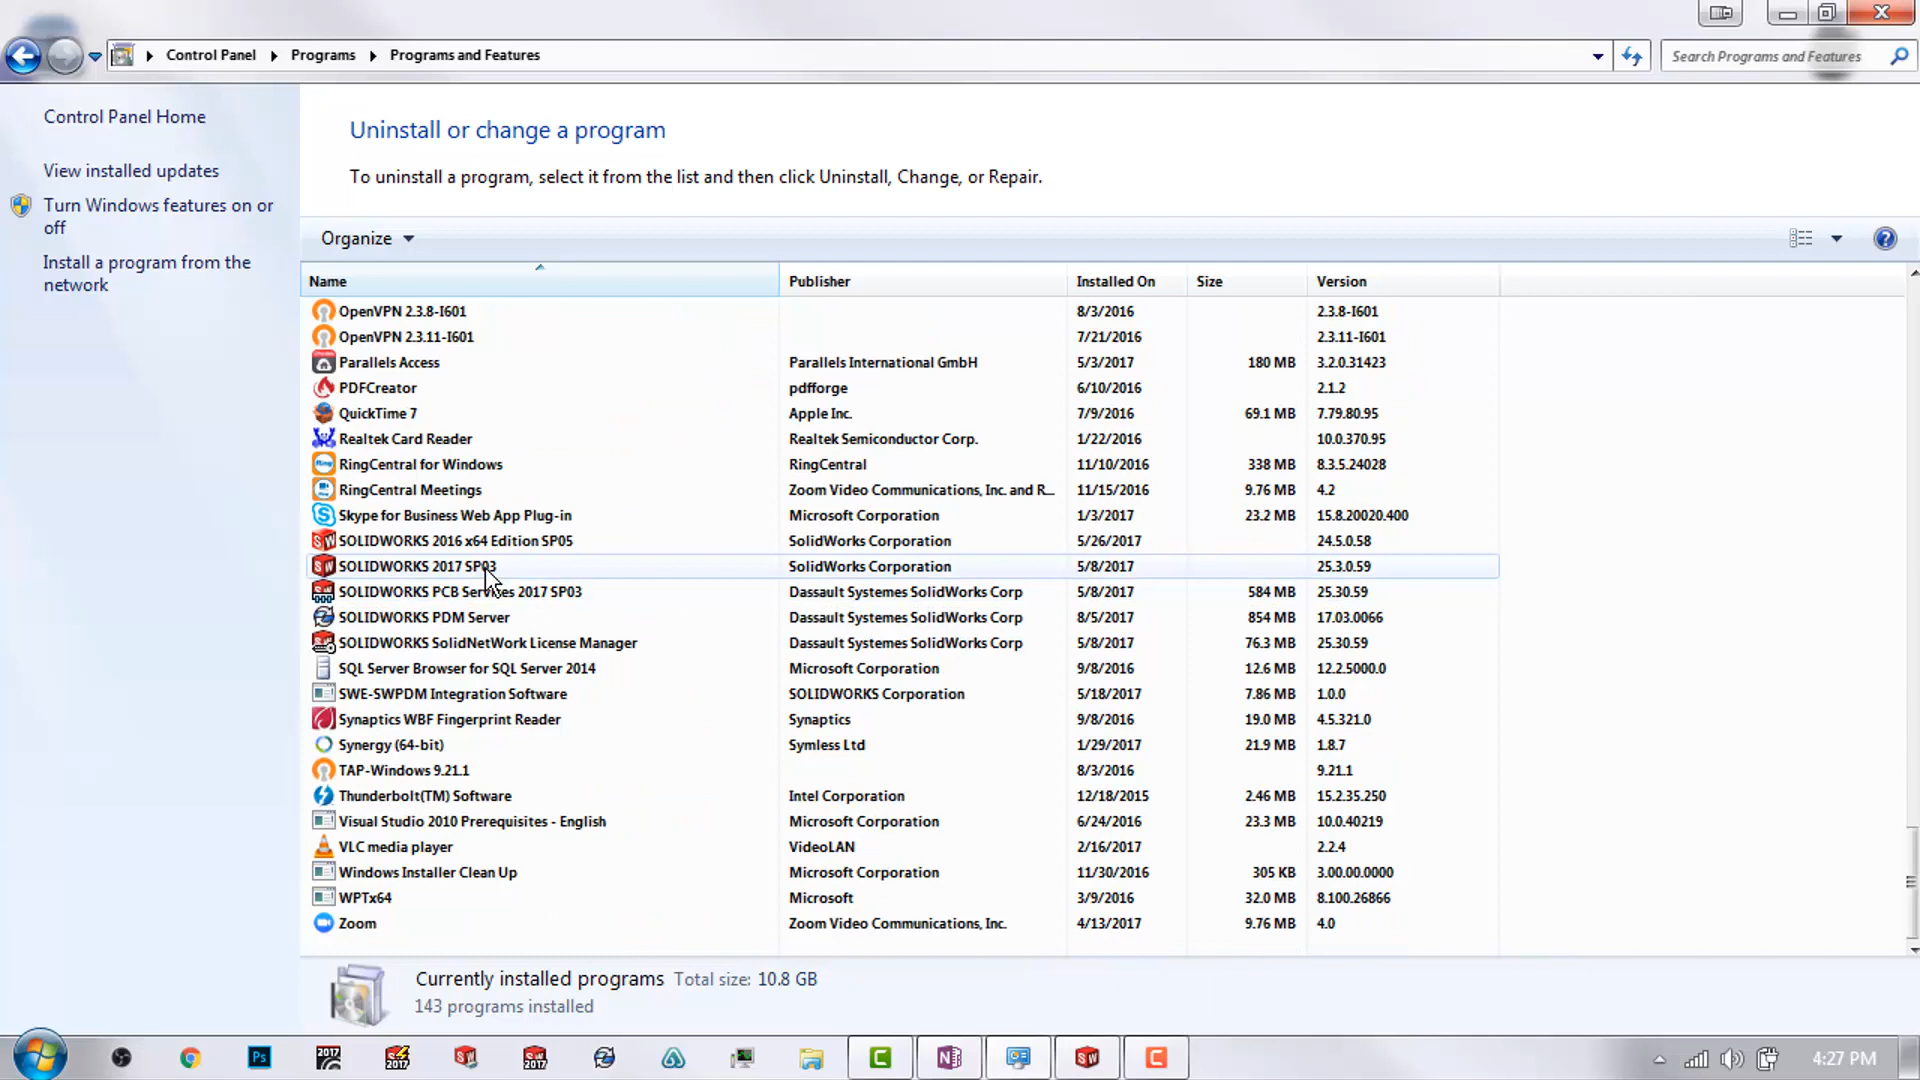 Control Panel Programs Programs and Features Search Programs and Features
Control Panel Home
View installed updates
Turn Windows features on or
off
Install a program from the
network
Uninstall or change a program
To uninstall a program, select it from the list and then click Uninstall, Change, or Repair.
Organize
Name Publisher Installed On Size Version
OpenVPN 2.3.8-I601 8/3/2016 2.3.8-I601
OpenVPN 2.3.11-I601 7/21/2016 2.3.11-I601
Parallels Access Parallels International GmbH 5/3/2017 180 MB 3.2.0.31423
PDFCreator pdfforge 6/10/2016 2.1.2
QuickTime 7 Apple Inc. 7/9/2016 69.1 MB 7.79.80.95
Realtek Card Reader Realtek Semiconductor Corp. 1/22/2016 10.0.370.95
RingCentral for Windows RingCentral 11/10/2016 338 MB 8.3.5.24028
RingCentral Meetings Zoom Video Communications, Inc. and R... 11/15/2016 9.76 MB 4.2
Skype for Business Web App Plug-in Microsoft Corporation 1/3/2017 23.2 MB 15.8.20020.400
SOLIDWORKS 2016 x64 Edition SP05 SolidWorks Corporation 5/26/2017 24.5.0.58
SOLIDWORKS 2017 SP03 SolidWorks Corporation 5/8/2017 25.3.0.59
SOLIDWORKS PCB Services 2017 SP03 Dassault Systemes SolidWorks Corp 5/8/2017 584 MB 25.30.59
SOLIDWORKS PDM Server Dassault Systemes SolidWorks Corp 8/5/2017 854 MB 17.03.0066
SOLIDWORKS SolidNetWork License Manager Dassault Systemes SolidWorks Corp 5/8/2017 76.3 MB 25.30.59
SQL Server Browser for SQL Server 2014 Microsoft Corporation 9/8/2016 12.6 MB 12.2.5000.0
SWE-SWPDM Integration Software SOLIDWORKS Corporation 5/18/2017 7.86 MB 1.0.0
Synaptics WBF Fingerprint Reader Synaptics 9/8/2016 19.0 MB 4.5.321.0
Synergy (64-bit) Symless Ltd 1/29/2017 21.9 MB 1.8.7
TAP-Windows 9.21.1 8/3/2016 9.21.1
Thunderbolt(TM) Software Intel Corporation 12/18/2015 2.46 MB 15.2.35.250
Visual Studio 2010 Prerequisites - English Microsoft Corporation 6/24/2016 23.3 MB 10.0.40219
VLC media player VideoLAN 2/16/2017 2.2.4
Windows Installer Clean Up Microsoft Corporation 11/30/2016 305 KB 3.00.00.0000
WPTx64 Microsoft 3/9/2016 32.0 MB 8.100.26866
Zoom Zoom Video Communications, Inc. 4/13/2017 9.76 MB 4.0
Currently installed programs Total size: 10.8 GB
143 programs installed
4:27 PM